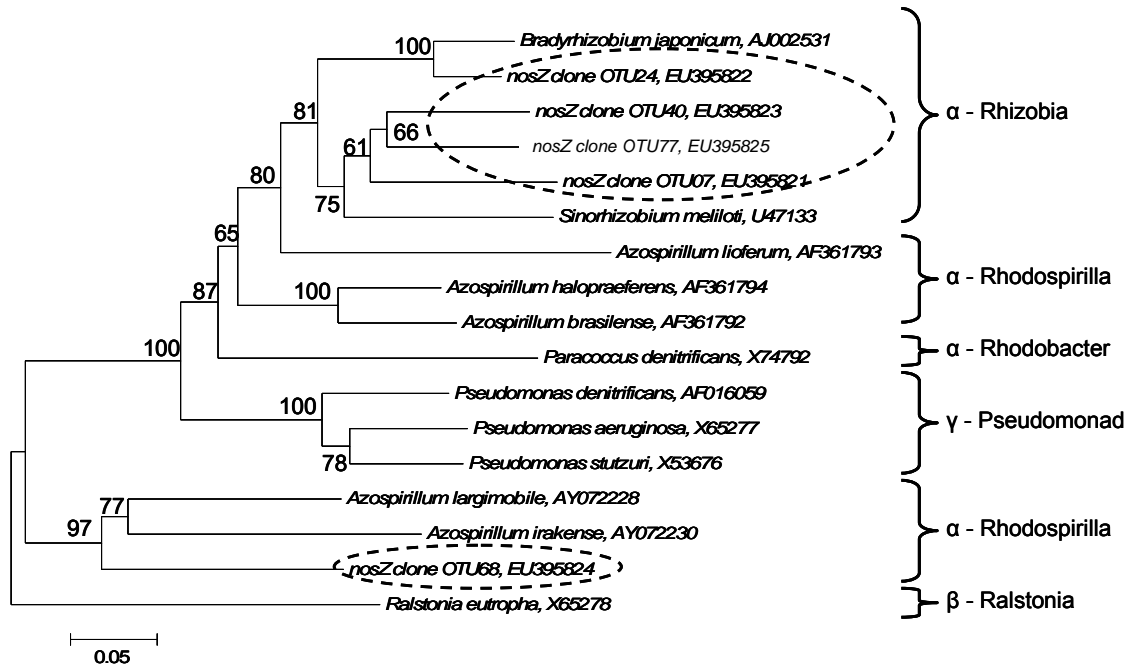 100
Bradyrhizobium japonicum, AJ002531
nosZ clone OTU24, EU395822
81
nosZ clone OTU40, EU395823
66
α - Rhizobia
61
nosZ clone OTU77, EU395825
80
nosZ clone OTU07, EU395821
75
Sinorhizobium meliloti, U47133
65
Azospirillum lioferum, AF361793
87
100
Azospirillum halopraeferens, AF361794
α - Rhodospirilla
Azospirillum brasilense, AF361792
100
Paracoccus denitrificans, X74792
α - Rhodobacter
100
Pseudomonas denitrificans, AF016059
Pseudomonas aeruginosa, X65277
γ - Pseudomonad
78
Pseudomonas stutzuri, X53676
77
Azospirillum largimobile, AY072228
97
Azospirillum irakense, AY072230
α - Rhodospirilla
nosZ clone OTU68, EU395824
Ralstonia eutropha, X65278
β - Ralstonia
0.05